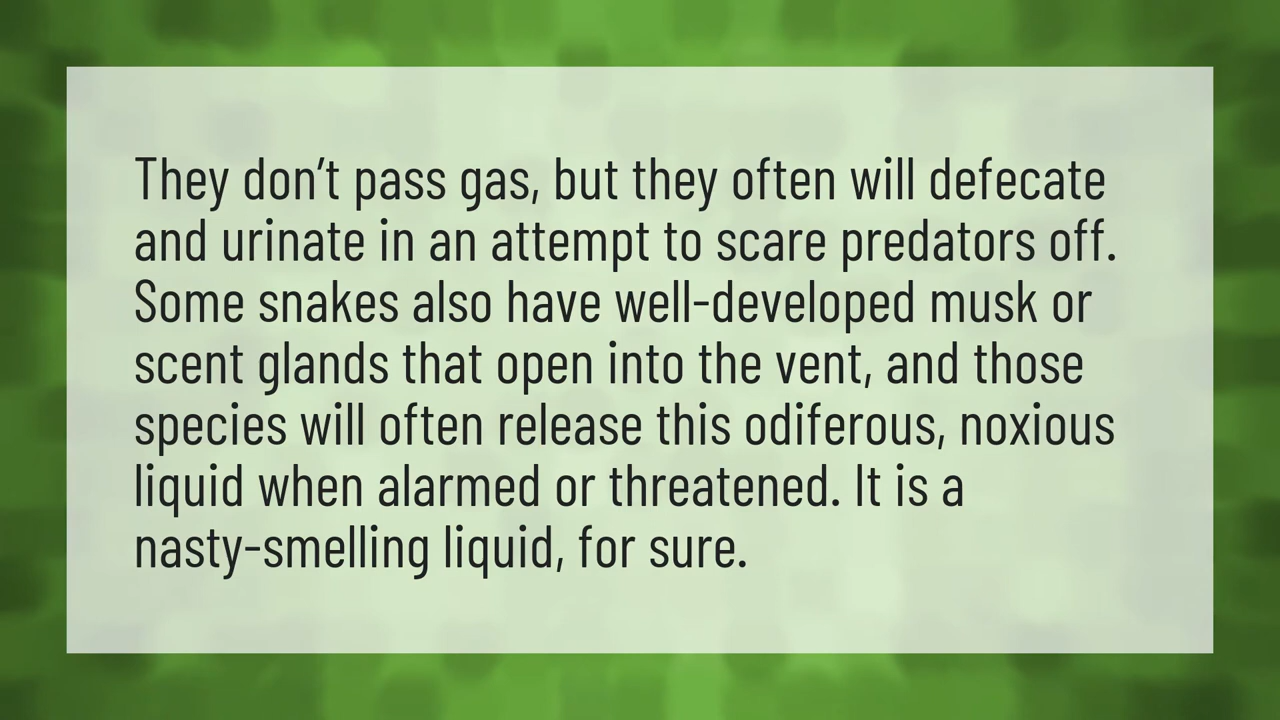 They don’t pass gas, but they often will defecate
and urinate in an attempt to scare predators off.
Some snakes also have well-developed musk or
scent glands that open into the vent, and those
species will often release this odiferous, noxious
liquid when alarmed or threatened. It is a
nasty-smelling liquid, for sure.